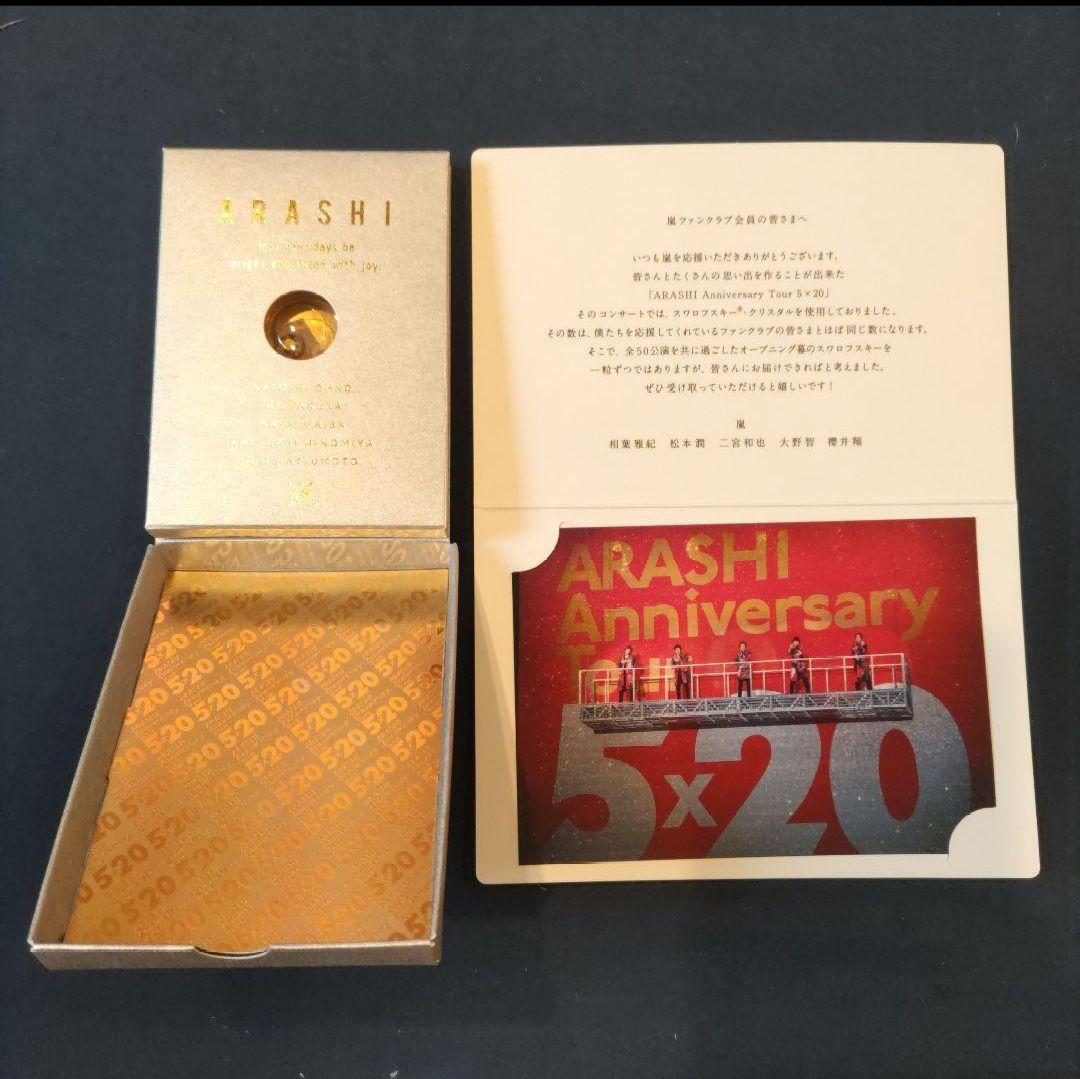 ARASHI
May your days be
bright and filled with joy.
SATOSHI OHNO
NINOMIYA
MATSUMOTO
嵐ファンクラブ会員の皆さまへ
いつも嵐を応援いただきありがとうございます。
皆さんとたくさんの思い出を作ることが出来た
「ARASHI Anniversary Tour 5×20」
そのコンサートでは、スワロフスキー®・クリスタルを使用しておりました。
その数は、僕たちを応援してくれているファンクラブの皆さまとほぼ同じ数になります。
そこで、全50公演を共に過ごしたオープニング幕のスワロフスキーを
一粒ずつではありますが、皆さんにお届けできればと考えました。
ぜひ受け取っていただけると嬉しいです！
嵐
相葉雅紀 松本潤 二宮和也 大野智 櫻井翔
ARASHI
Anniversary
Tour
5x20
520